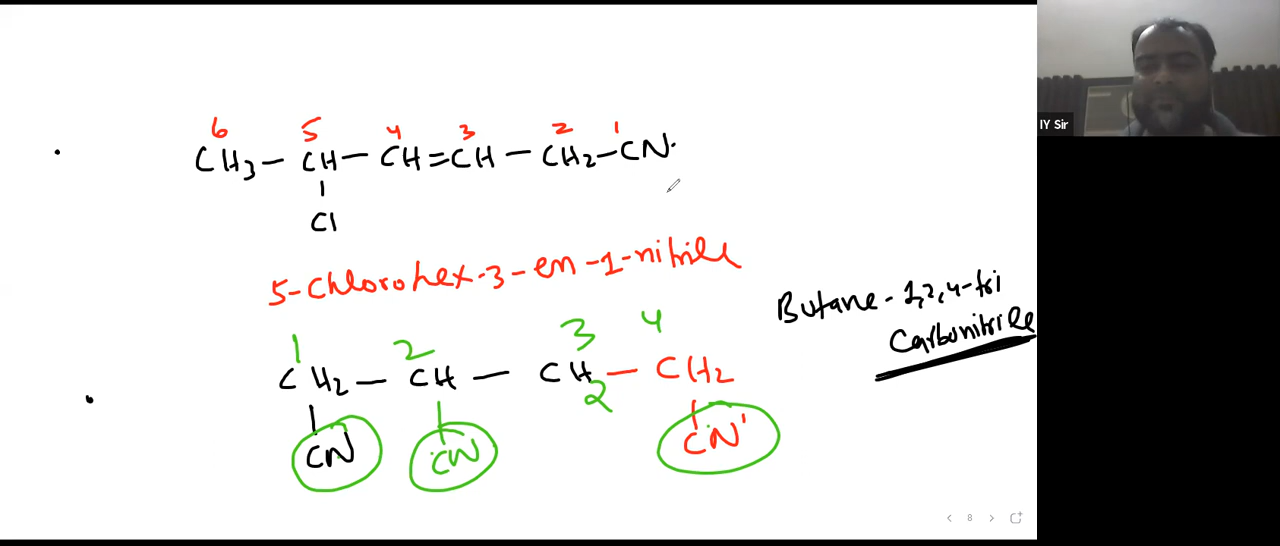 6 5 4 3 2 1
CH3 - CH - CH = CH - CH2 - CN
Cl
5-Chlorohex-3-en-1-nitrile
1 2 3 4
CH2 - CH - CH2 - CH2
CN CN CN
Butane-1,2,4-tri
Carbonitrile
IY Sir
8